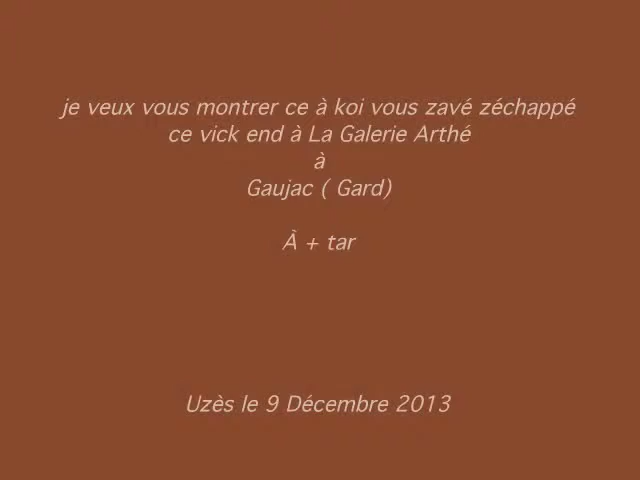 je veux vous montrer ce à koi vous zavé zéchappé
ce vick end à La Galerie Arthé
à
Gaujac ( Gard)
À + tar
Uzès le 9 Décembre 2013